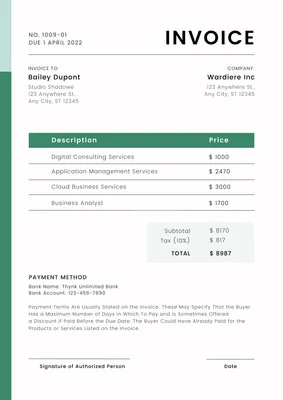 NO. 1009-01
DUE 1 APRIL 2022
INVOICE
INVOICE TO:
Bailey Dupont
Studio Shadowe
123 Anywhere St.,
Any City, ST 12345
COMPANY:
Wardiere Inc
123 Anywhere St.,
Any City, ST 12345
Description Price
Digital Consulting Services $ 1000
Application Management Services $ 2470
Cloud Business Services $ 3000
Business Analyst $ 1700
Subtotal $ 8170
Tax (10%) $ 817
TOTAL $ 8987
PAYMENT METHOD
Bank Name: Thynk Unlimited Bank
Bank Account: 123-456-7890
Payment Terms Are Usually Stated on the Invoice. These May Specify That the Buyer
Has a Maximum Number of Days in Which To Pay and Is Sometimes Offered
a Discount if Paid Before the Due Date. The Buyer Could Have Already Paid for the
Products or Services Listed on the Invoice.
Signature of Authorized Person
Date